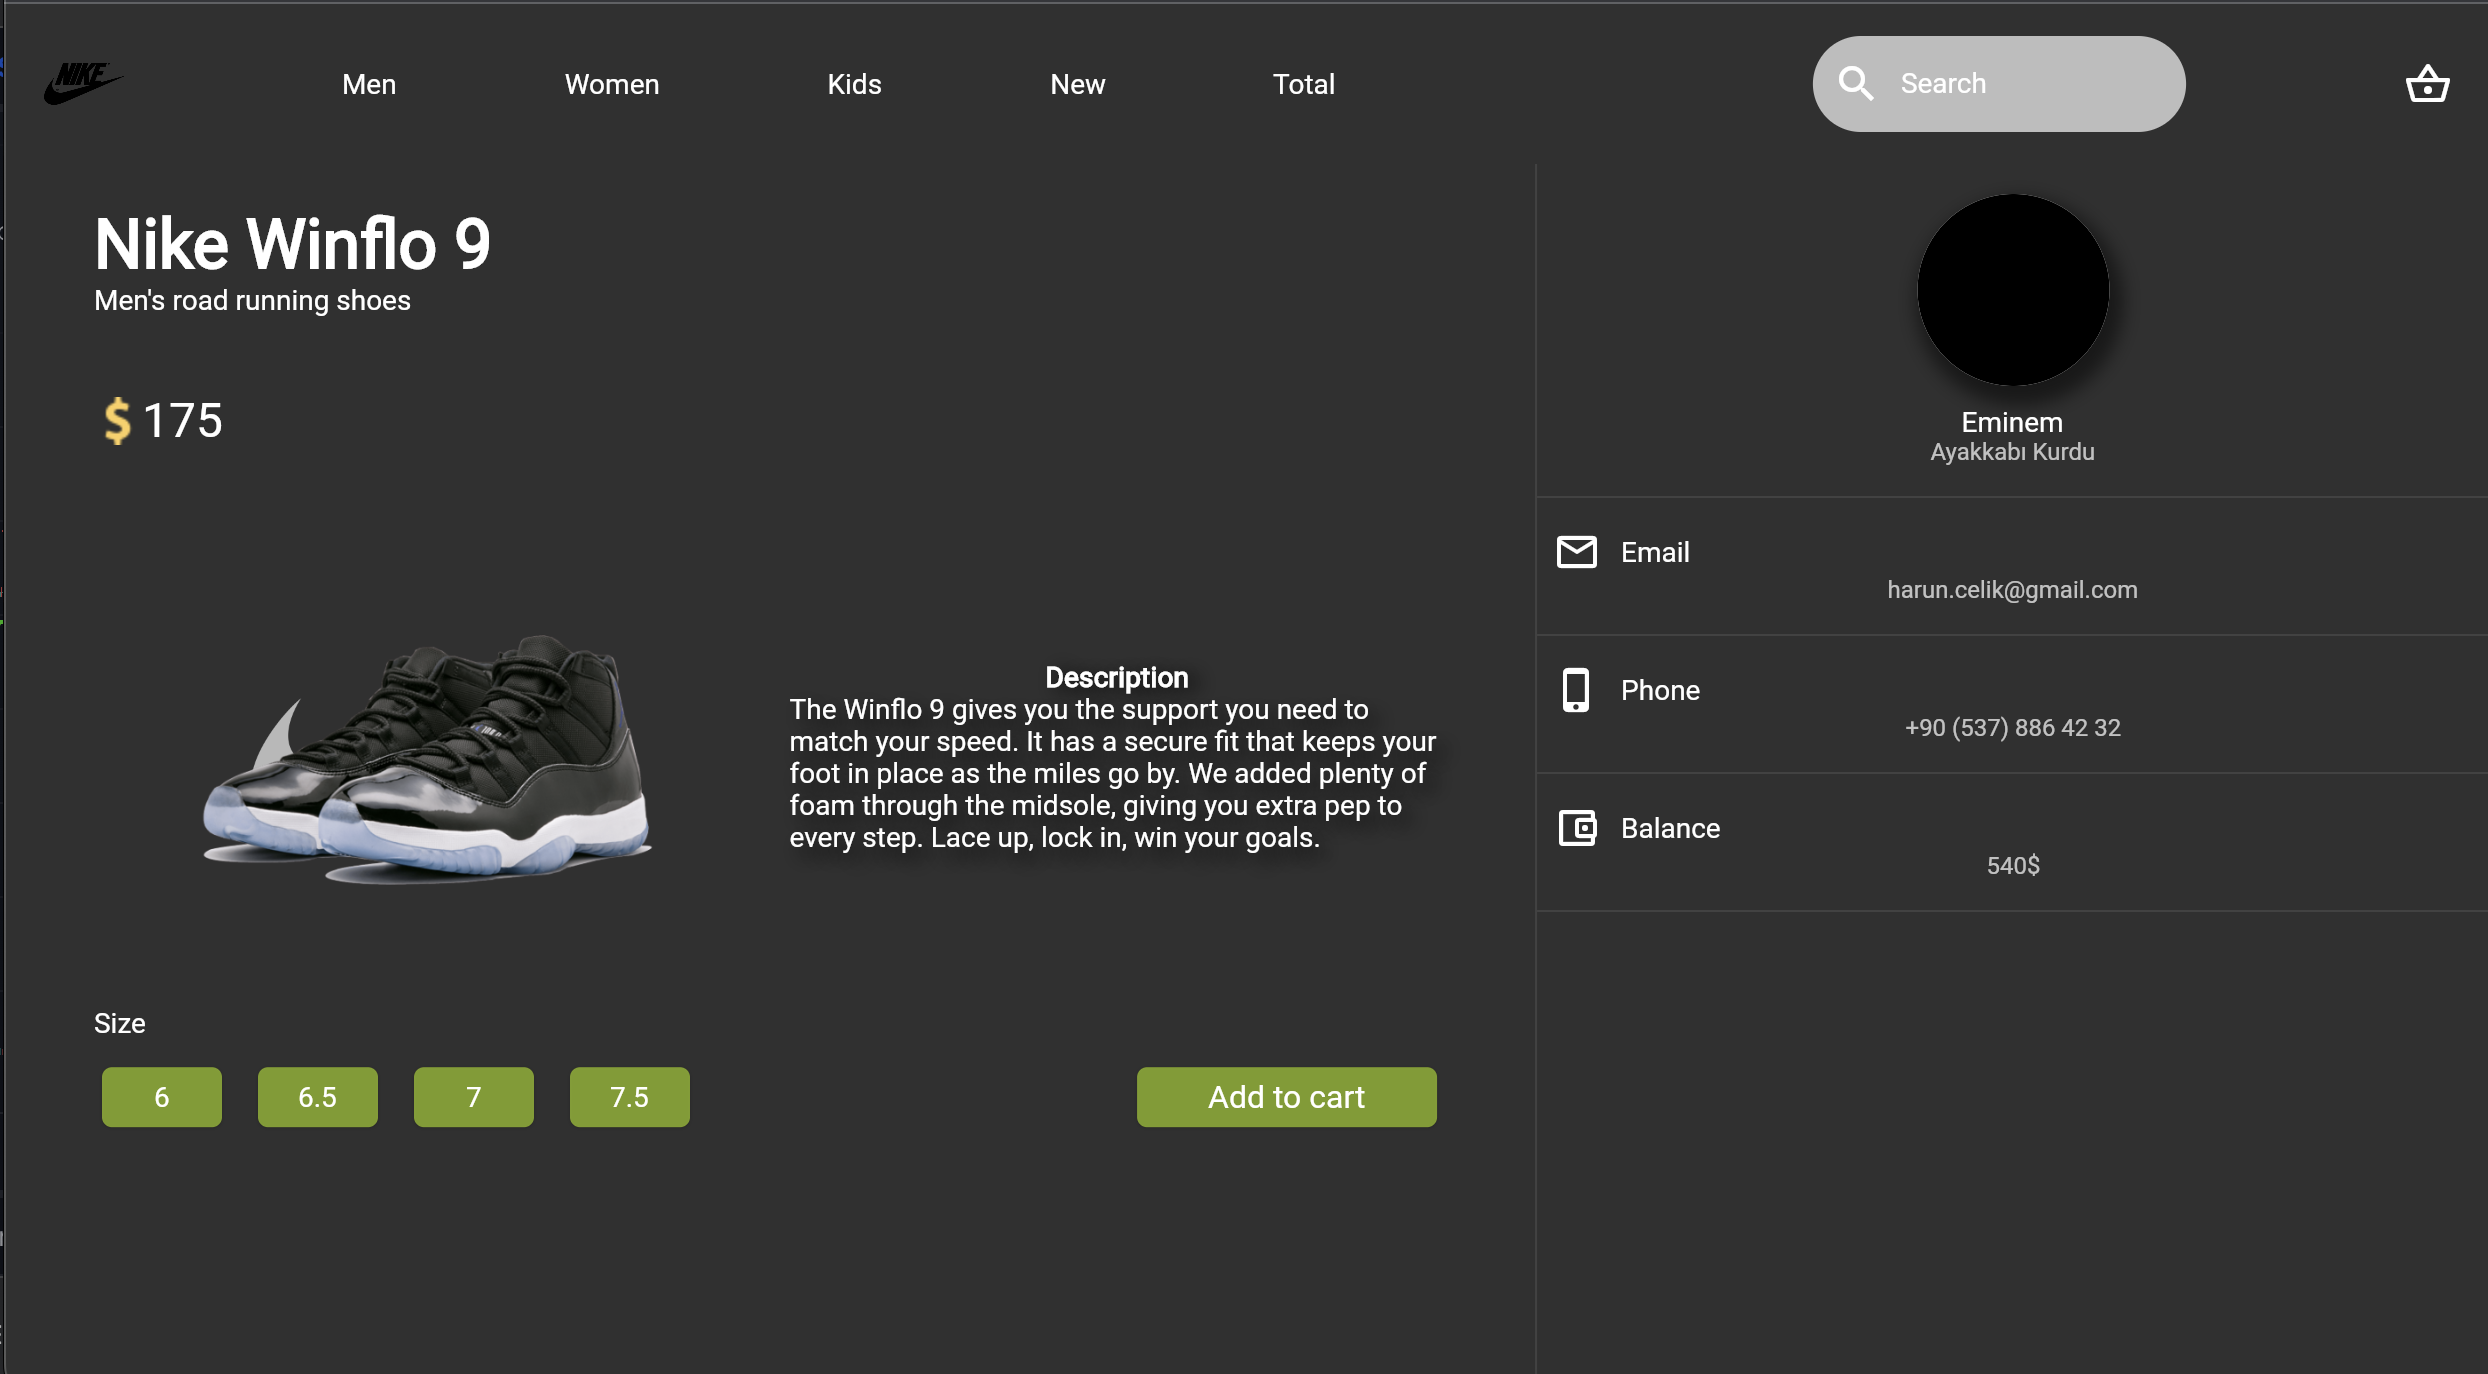 NIKE
Men
Women
Kids
New
Total
Search
Nike Winflo 9
Men's road running shoes
$ 175
Description
The Winflo 9 gives you the support you need to
match your speed. It has a secure fit that keeps your
foot in place as the miles go by. We added plenty of
foam through the midsole, giving you extra pep to
every step. Lace up, lock in, win your goals.
Size
6
6.5
7
7.5
Add to cart
Eminem
Ayakkabı Kurdu
Email
harun.celik@gmail.com
Phone
+90 (537) 886 42 32
Balance
540$